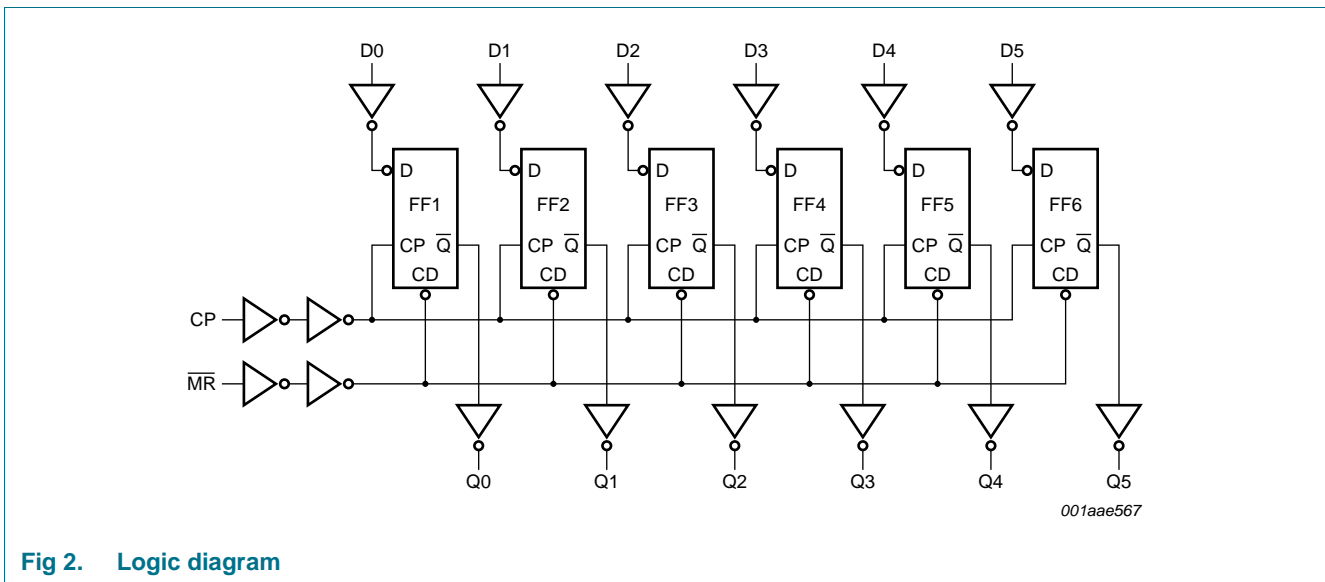 D0 D1 D2 D3 D4 D5
D D D D D D
FF1 FF2 FF3 FF4 FF5 FF6
CP Q̅ CP Q̅ CP Q̅ CP Q̅ CP Q̅ CP Q̅
CD CD CD CD CD CD
CP
M̅R̅
Q0 Q1 Q2 Q3 Q4 Q5
001aae567
Fig 2. Logic diagram